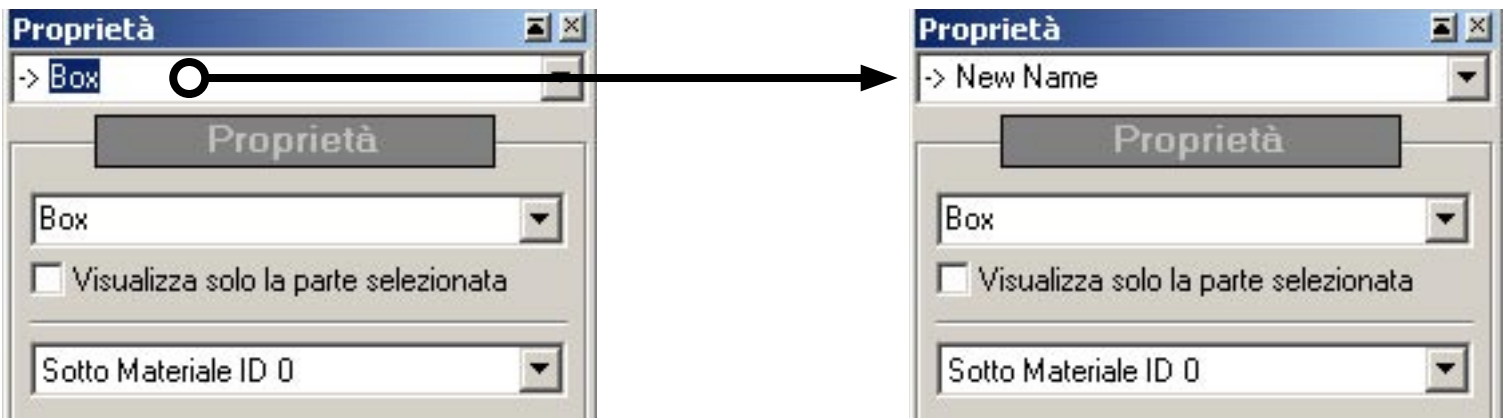 Proprietà
-> Box
Proprietà
Box
Visualizza solo la parte selezionata
Sotto Materiale ID 0
Proprietà
-> New Name
Proprietà
Box
Visualizza solo la parte selezionata
Sotto Materiale ID 0